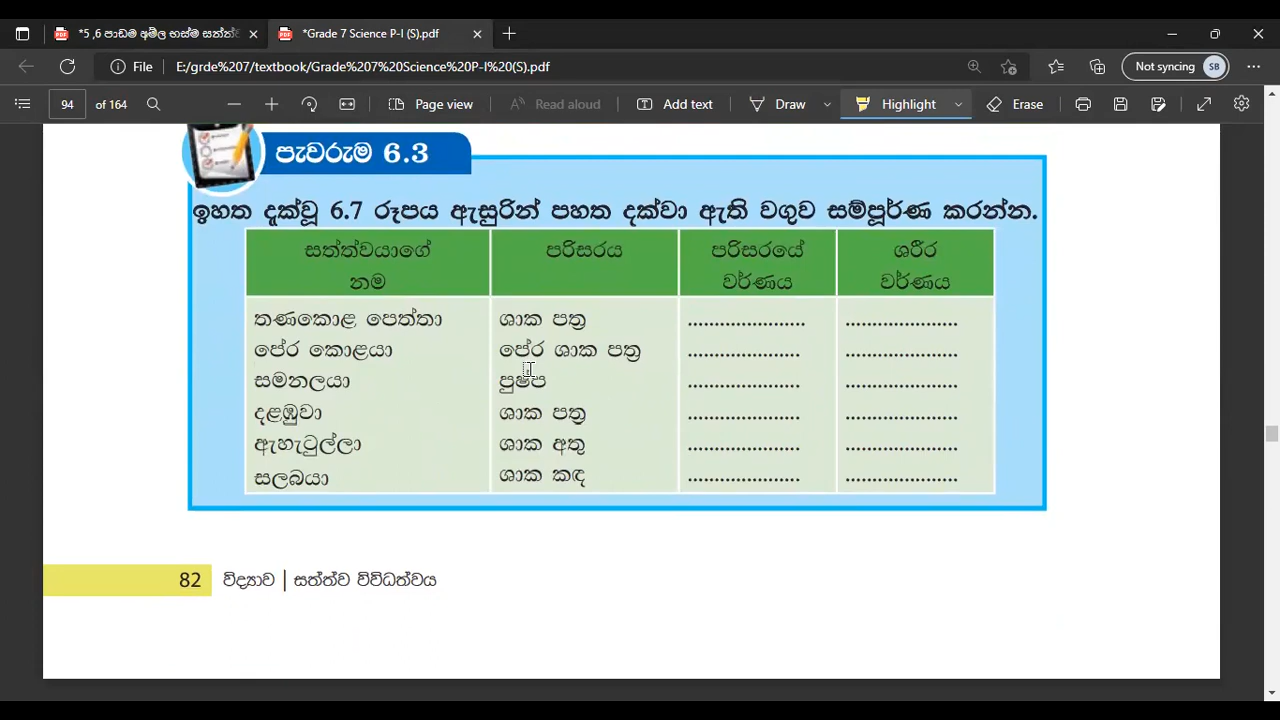 *5 ,6 පාඩම අම්ල භාස්ම සත්ත්ව
*Grade 7 Science P-I (S).pdf
File
E:/grde%207/textbook/Grade%207%20Science%20P-I%20(S).pdf
Not syncing
SB
94 of 164
Page view
Read aloud
Add text
Draw
Highlight
Erase
පැවරුම 6.3
ඉහත දැක්වූ 6.7 රූපය ඇසුරින් පහත දක්වා ඇති වගුව සම්පූර්ණ කරන්න.
සත්ත්වයාගේ නම පරිසරය පරිසරයේ වර්ණය ශරීර වර්ණය
තණකොළ පෙත්තා ශාක පත්‍ර ..................... ....................
පේර කොළයා පේර ශාක පත්‍ර .................... ....................
සමනලයා පුෂ්ප .................... ....................
දළඹුවා ශාක පත්‍ර .................... ....................
ඇහැටුල්ලා ශාක අතු .................... ....................
සලබයා ශාක කඳ .................... ....................
82 විද්‍යාව | සත්ත්ව විවිධත්වය